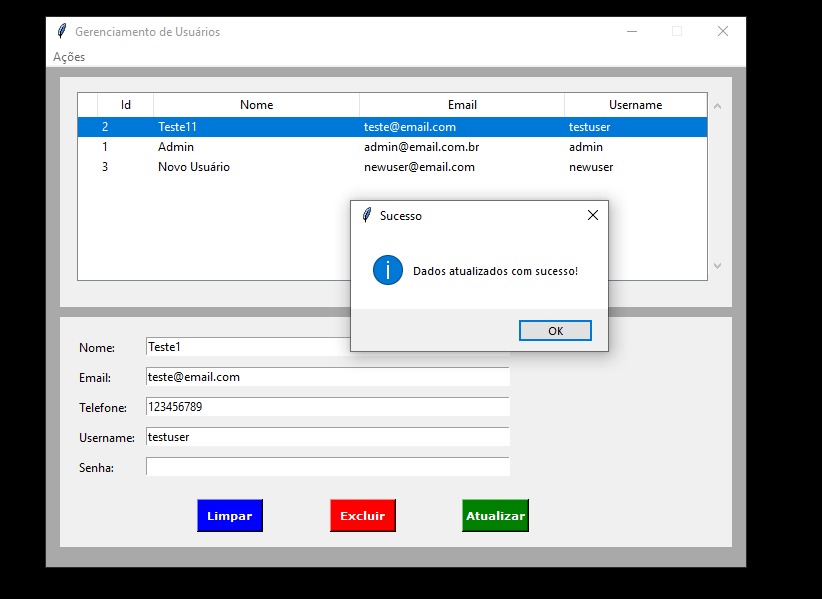 Gerenciamento de Usuários
Ações
Id Nome Email Username
2 Teste11 teste@email.com testuser
1 Admin admin@email.com.br admin
3 Novo Usuário newuser@email.com newuser
Sucesso
Dados atualizados com sucesso!
OK
Nome: Teste1
Email: teste@email.com
Telefone: 123456789
Username: testuser
Senha:
Limpar Excluir Atualizar